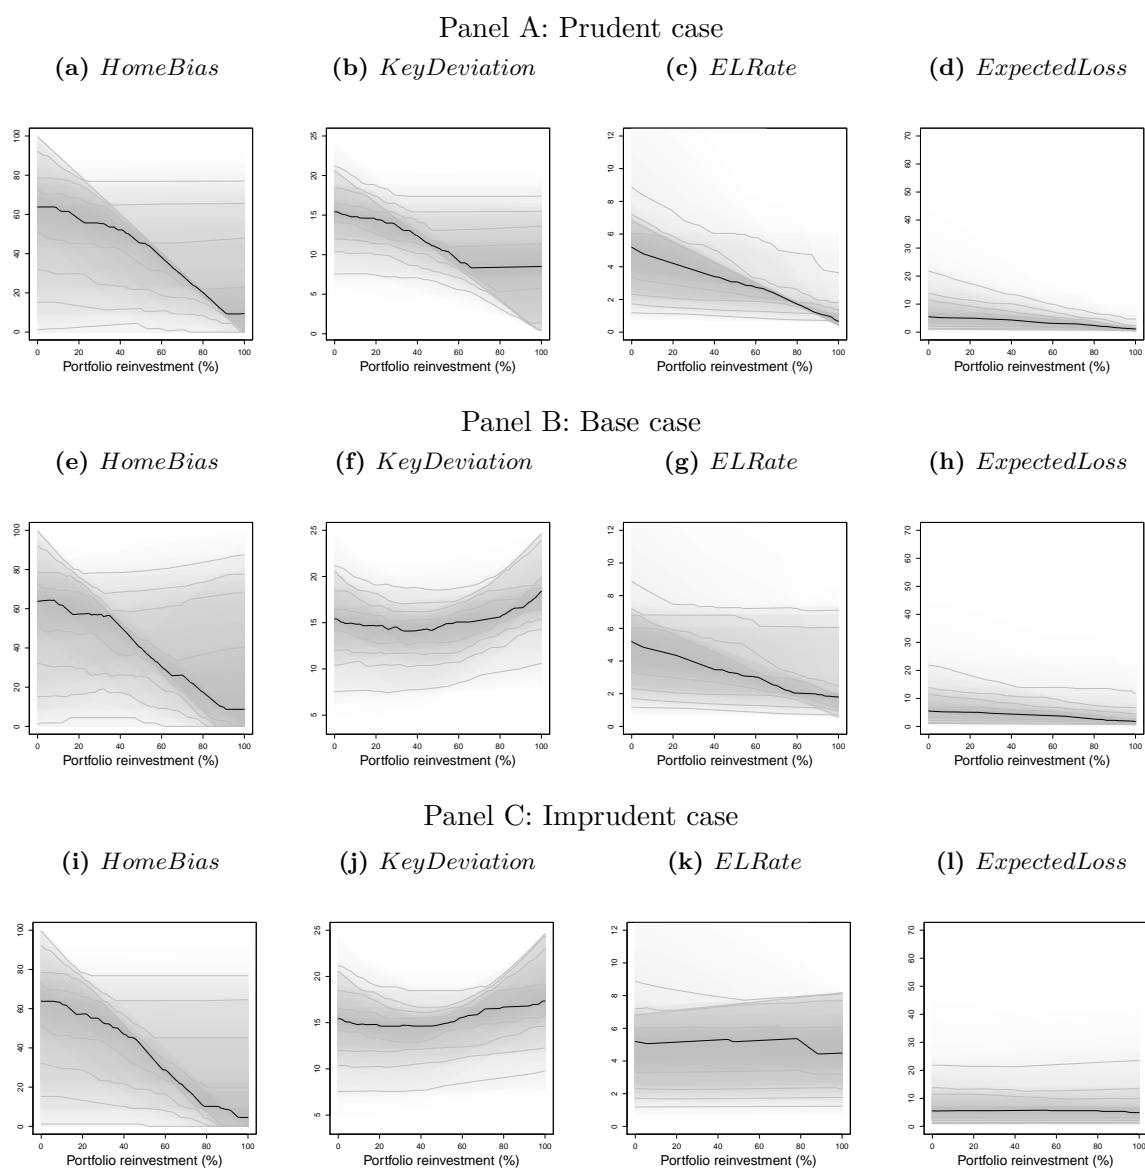 Panel A: Prudent case
(a) HomeBias (b) KeyDeviation (c) ELRate (d) ExpectedLoss
0 20 40 60 80 100
0 5 10 15 20 25
0 2 4 6 8 10 12
0 10 20 30 40 50 60 70
0 20 40 60 80 100 0 20 40 60 80 100 0 20 40 60 80 100 0 20 40 60 80 100
Portfolio reinvestment (%) Portfolio reinvestment (%) Portfolio reinvestment (%) Portfolio reinvestment (%)
Panel B: Base case
(e) HomeBias (f) KeyDeviation (g) ELRate (h) ExpectedLoss
0 20 40 60 80 100
5 10 15 20 25
0 2 4 6 8 10 12
0 10 20 30 40 50 60 70
0 20 40 60 80 100 0 20 40 60 80 100 0 20 40 60 80 100 0 20 40 60 80 100
Portfolio reinvestment (%) Portfolio reinvestment (%) Portfolio reinvestment (%) Portfolio reinvestment (%)
Panel C: Imprudent case
(i) HomeBias (j) KeyDeviation (k) ELRate (l) ExpectedLoss
0 20 40 60 80 100
5 10 15 20 25
0 2 4 6 8 10 12
0 10 20 30 40 50 60 70
0 20 40 60 80 100 0 20 40 60 80 100 0 20 40 60 80 100 0 20 40 60 80 100
Portfolio reinvestment (%) Portfolio reinvestment (%) Portfolio reinvestment (%) Portfolio reinvestment (%)